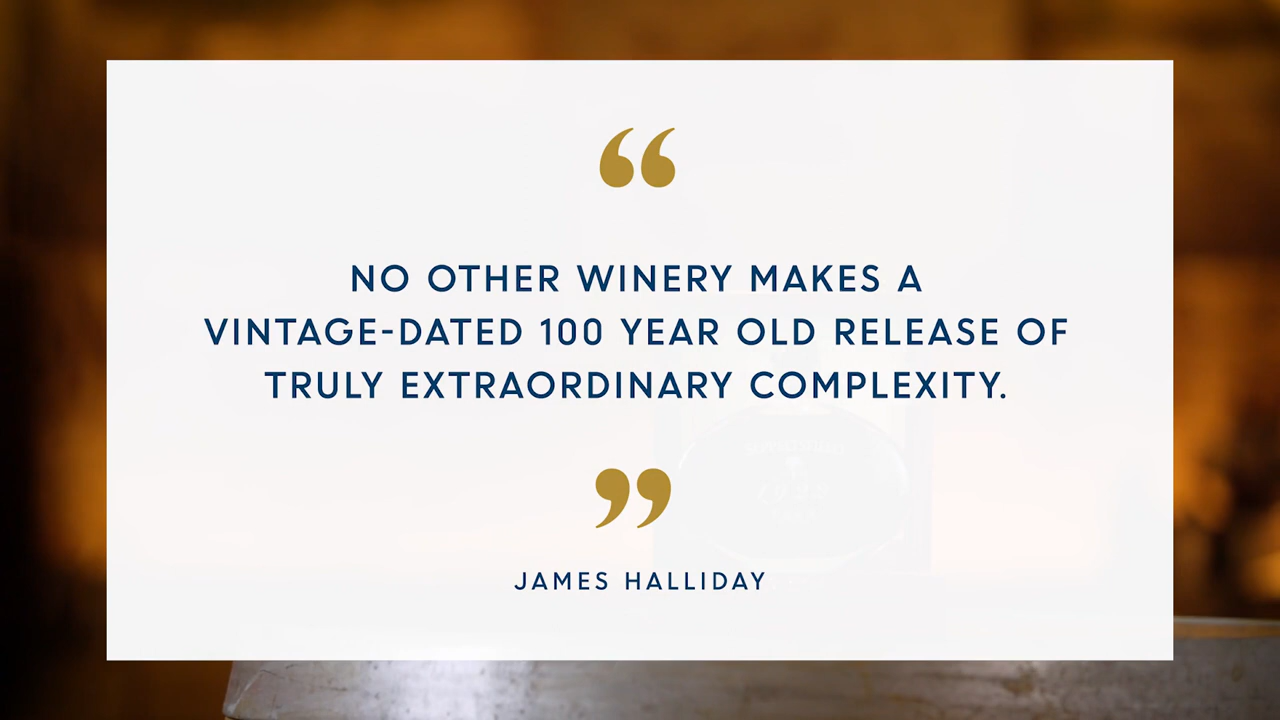 “
NO OTHER WINERY MAKES A
VINTAGE-DATED 100 YEAR OLD RELEASE OF
TRULY EXTRAORDINARY COMPLEXITY.
”
JAMES HALLIDAY